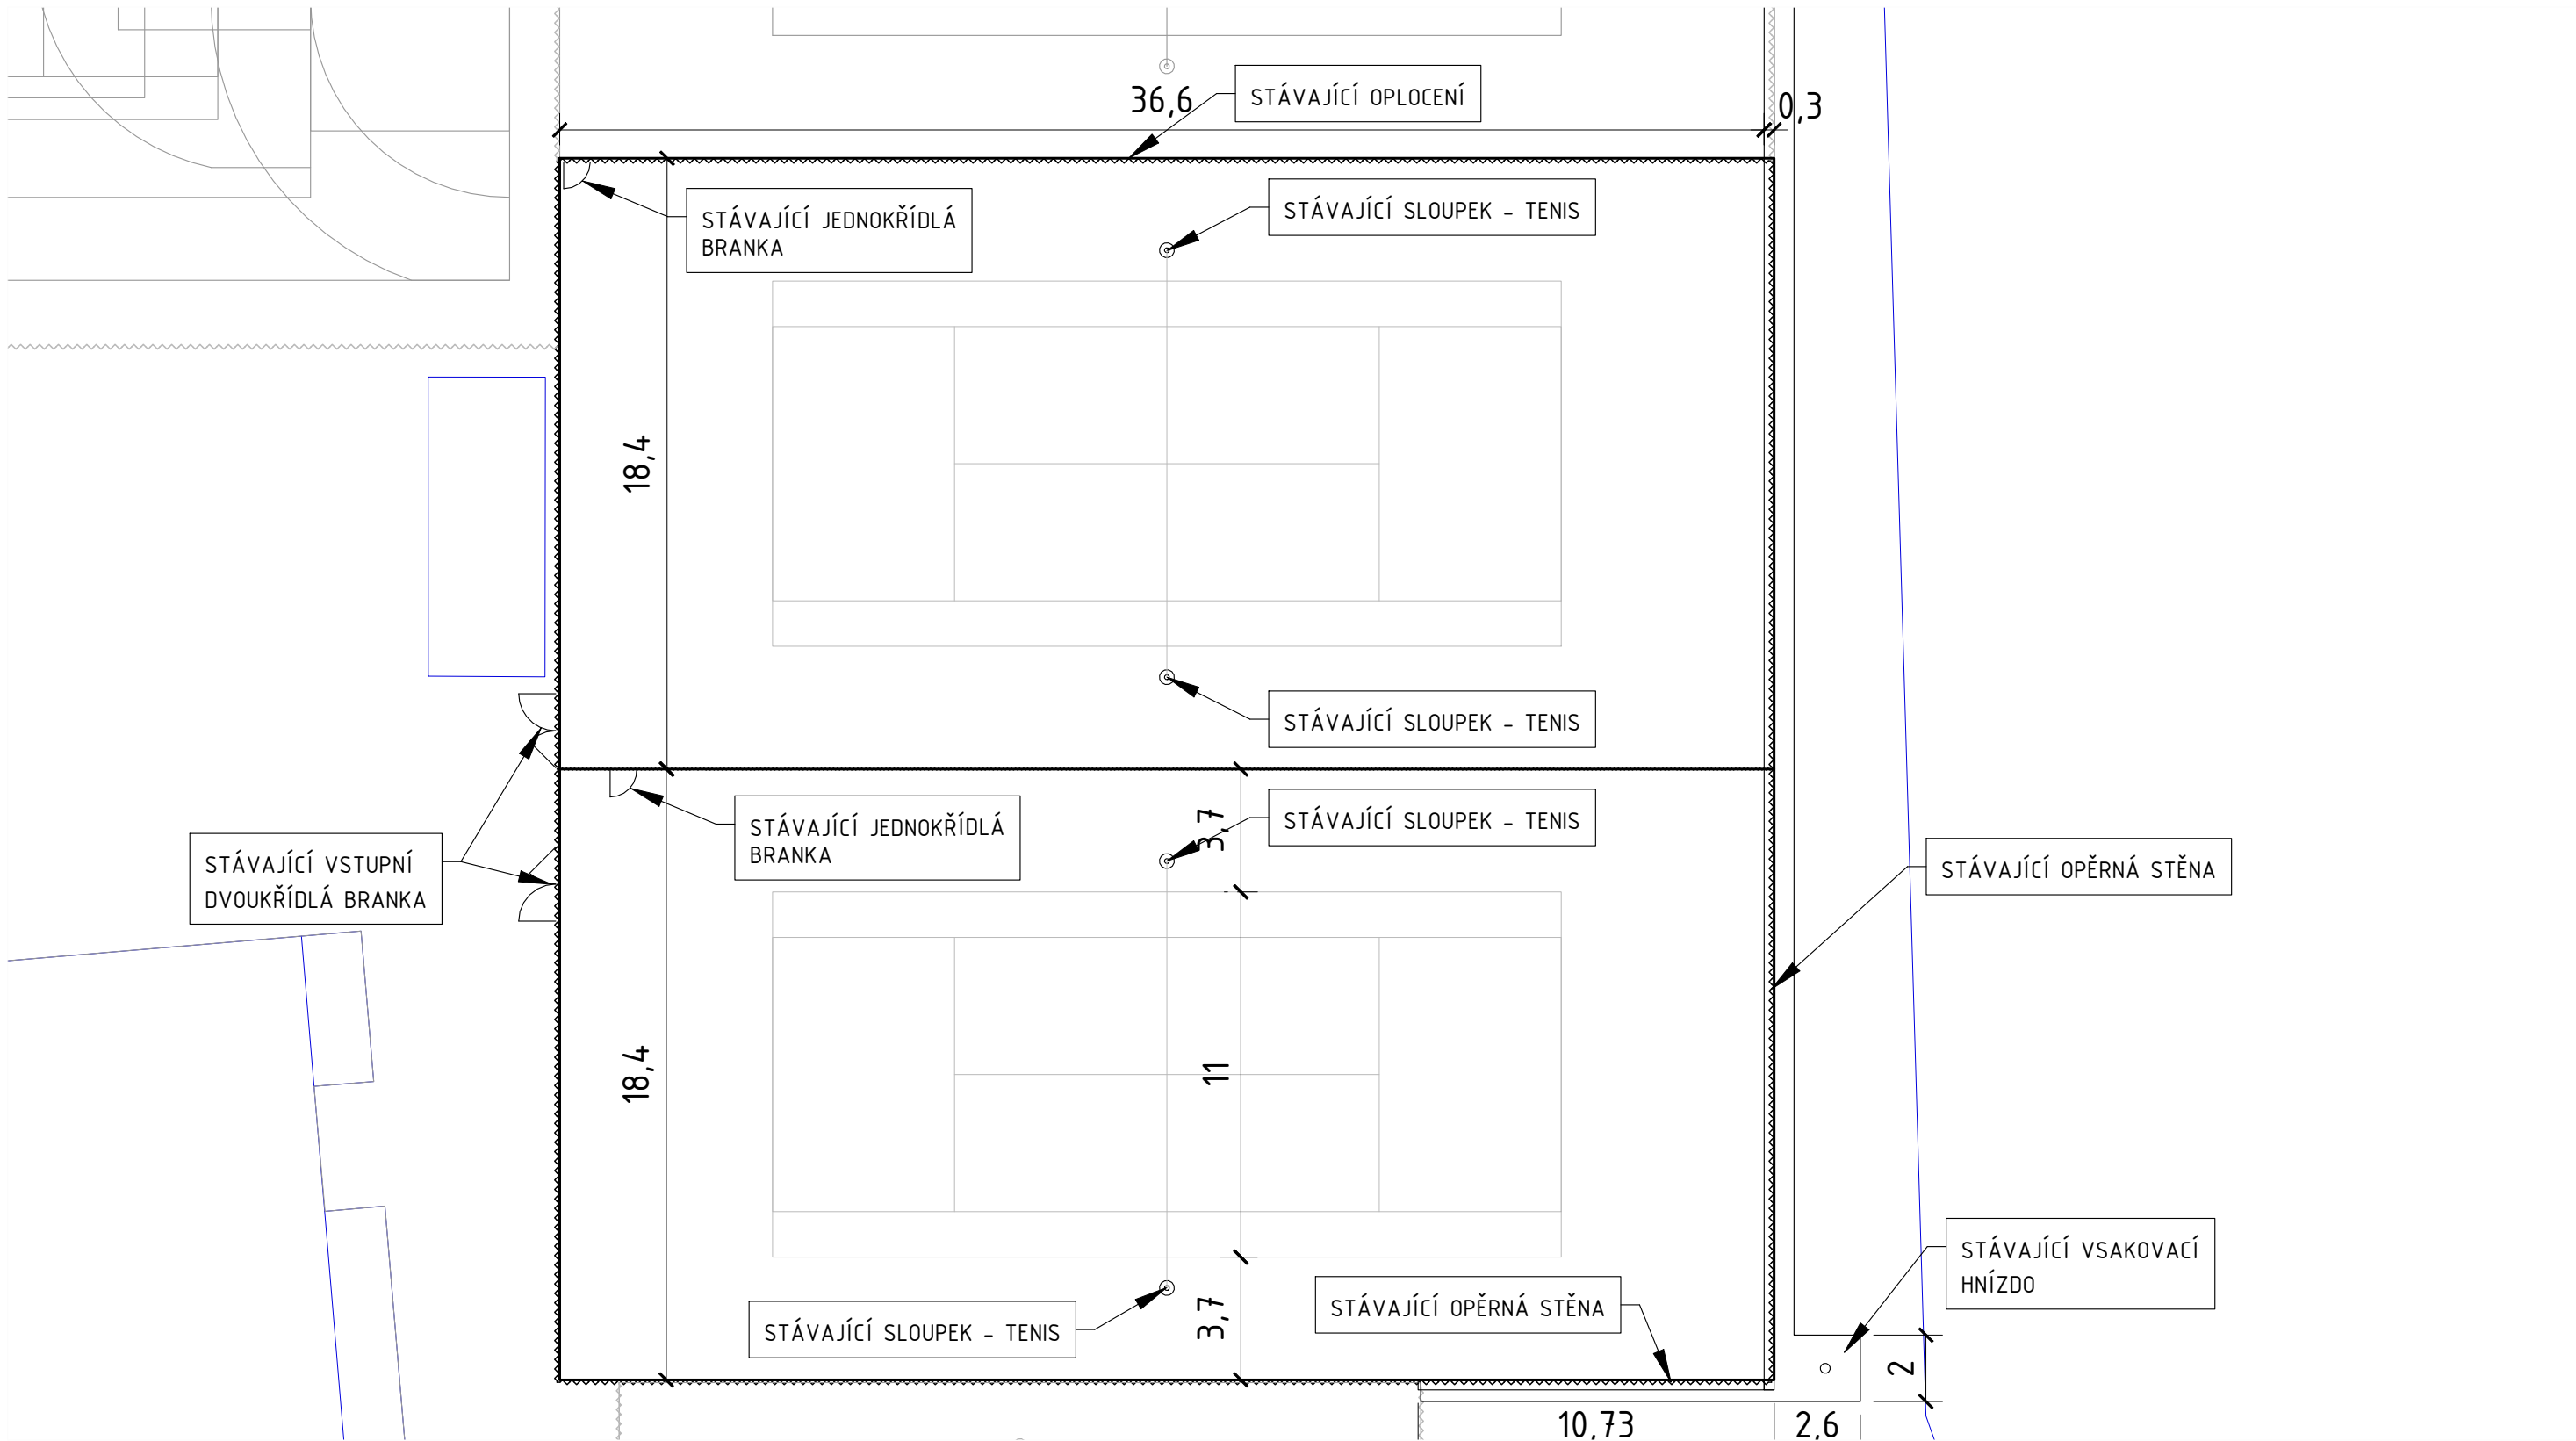 36,6
STÁVAJÍCÍ OPLOCENÍ
0,3
STÁVAJÍCÍ JEDNOKŘÍDLÁ
BRANKA
STÁVAJÍCÍ SLOUPEK - TENIS
18,4
STÁVAJÍCÍ SLOUPEK - TENIS
STÁVAJÍCÍ JEDNOKŘÍDLÁ
BRANKA
3,7
STÁVAJÍCÍ SLOUPEK - TENIS
STÁVAJÍCÍ VSTUPNÍ
DVOUKŘÍDLÁ BRANKA
STÁVAJÍCÍ OPĚRNÁ STĚNA
18,4
11
STÁVAJÍCÍ VSAKOVACÍ
HNÍZDO
STÁVAJÍCÍ SLOUPEK - TENIS
3,7
STÁVAJÍCÍ OPĚRNÁ STĚNA
2
10,73
2,6